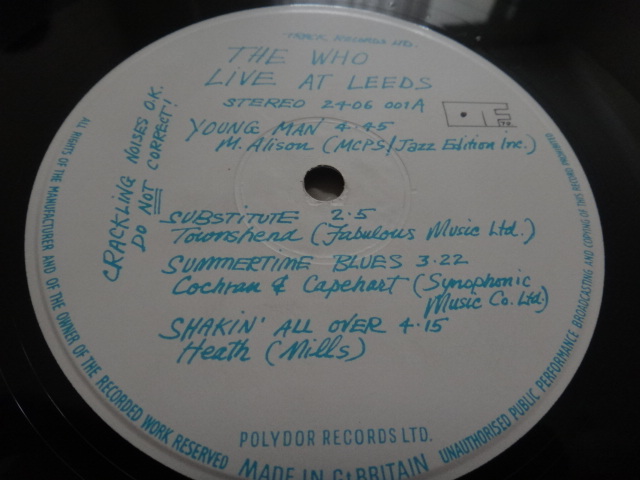 TRACK RECORDS LTD.
THE WHO
LIVE AT LEEDS
STEREO 24-06 001A
YOUNG MAN 4-45
M. Alison (MCPS/Jazz Edition Inc.)
CRACKLING NOISES O.K.
DO NOT CORRECT!
SUBSTITUTE 2·5
Townshend (Fabulous Music Ltd.)
SUMMERTIME BLUES 3·22
Cochran & Capehart (Synophonic
Music Co. Ltd)
SHAKIN' ALL OVER 4·15
Heath (Mills)
POLYDOR RECORDS LTD.
ALL RIGHTS OF THE MANUFACTURER AND OF THE OWNER OF THE RECORDED WORK RESERVED
UNAUTHORISED PUBLIC PERFORMANCE BROADCASTING AND COPYING OF THIS RECORD PROHIBITED
MADE IN Gt BRITAIN